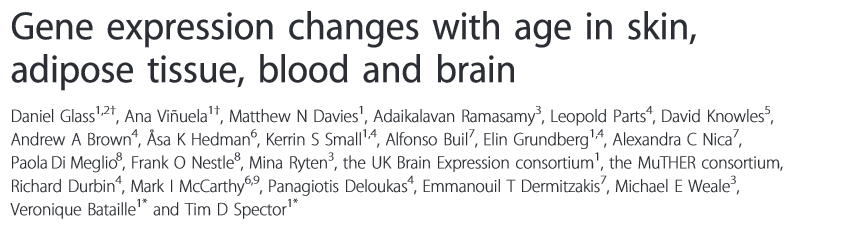 Gene expression changes with age in skin,
adipose tissue, blood and brain
Daniel Glass1,2†, Ana Viñuela1†, Matthew N Davies1, Adaikalavan Ramasamy3, Leopold Parts4, David Knowles5,
Andrew A Brown4, Åsa K Hedman6, Kerrin S Small1,4, Alfonso Buil7, Elin Grundberg1,4, Alexandra C Nica7,
Paola Di Meglio8, Frank O Nestle8, Mina Ryten3, the UK Brain Expression consortium1, the MuTHER consortium,
Richard Durbin4, Mark I McCarthy6,9, Panagiotis Deloukas4, Emmanouil T Dermitzakis7, Michael E Weale3,
Veronique Bataille1* and Tim D Spector1*